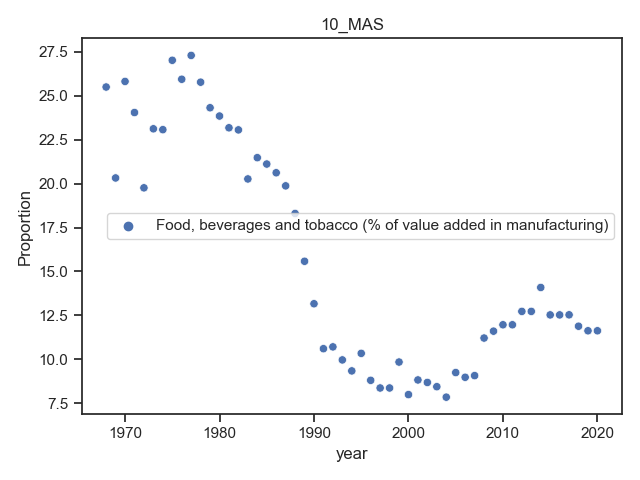 10_MAS
27.5
25.0
22.5
20.0
17.5
15.0
12.5
10.0
7.5
Proportion
Food, beverages and tobacco (% of value added in manufacturing)
1970 1980 1990 2000 2010 2020
year